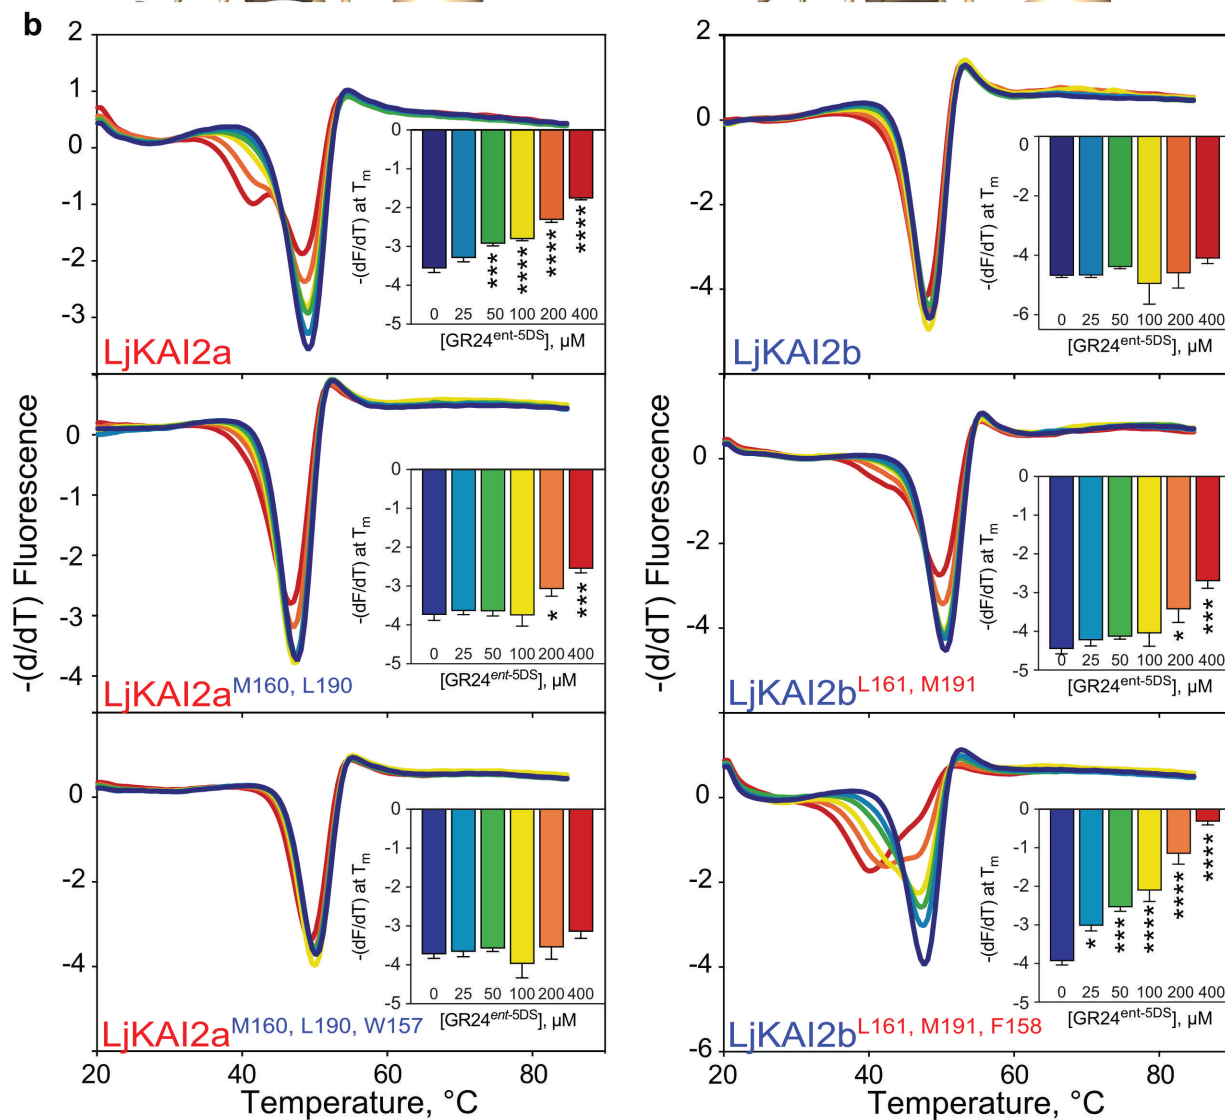 b
2
1
0
-1
-2
-3
-(dF/dT) at Tm
0
-1
-2
-3
-4
-5
***
****
****
****
0 25 50 100 200 400
[GR24ent-5DS], µM
LjKAI2a
2
0
-2
-4
-(dF/dT) at Tm
0
-2
-4
-6
0 25 50 100 200 400
[GR24ent-5DS], µM
LjKAI2b
-(d/dT) Fluorescence
0
-1
-2
-3
-4
-(dF/dT) at Tm
0
-1
-2
-3
-4
-5
*
***
0 25 50 100 200 400
[GR24ent-5DS], µM
LjKAI2aM160, L190
-(d/dT) Fluorescence
0
-2
-4
-(dF/dT) at Tm
0
-1
-2
-3
-4
-5
*
***
0 25 50 100 200 400
[GR24ent-5DS], µM
LjKAI2bL161, M191
0
-2
-4
-(dF/dT) at Tm
0
-1
-2
-3
-4
-5
0 25 50 100 200 400
[GR24ent-5DS], µM
LjKAI2aM160, L190, W157
20 40 60 80
Temperature, °C
0
-2
-4
-6
-(dF/dT) at Tm
0
-1
-2
-3
-4
-5
*
***
****
****
****
0 25 50 100 200 400
[GR24ent-5DS], µM
LjKAI2bL161, M191, F158
20 40 60 80
Temperature, °C